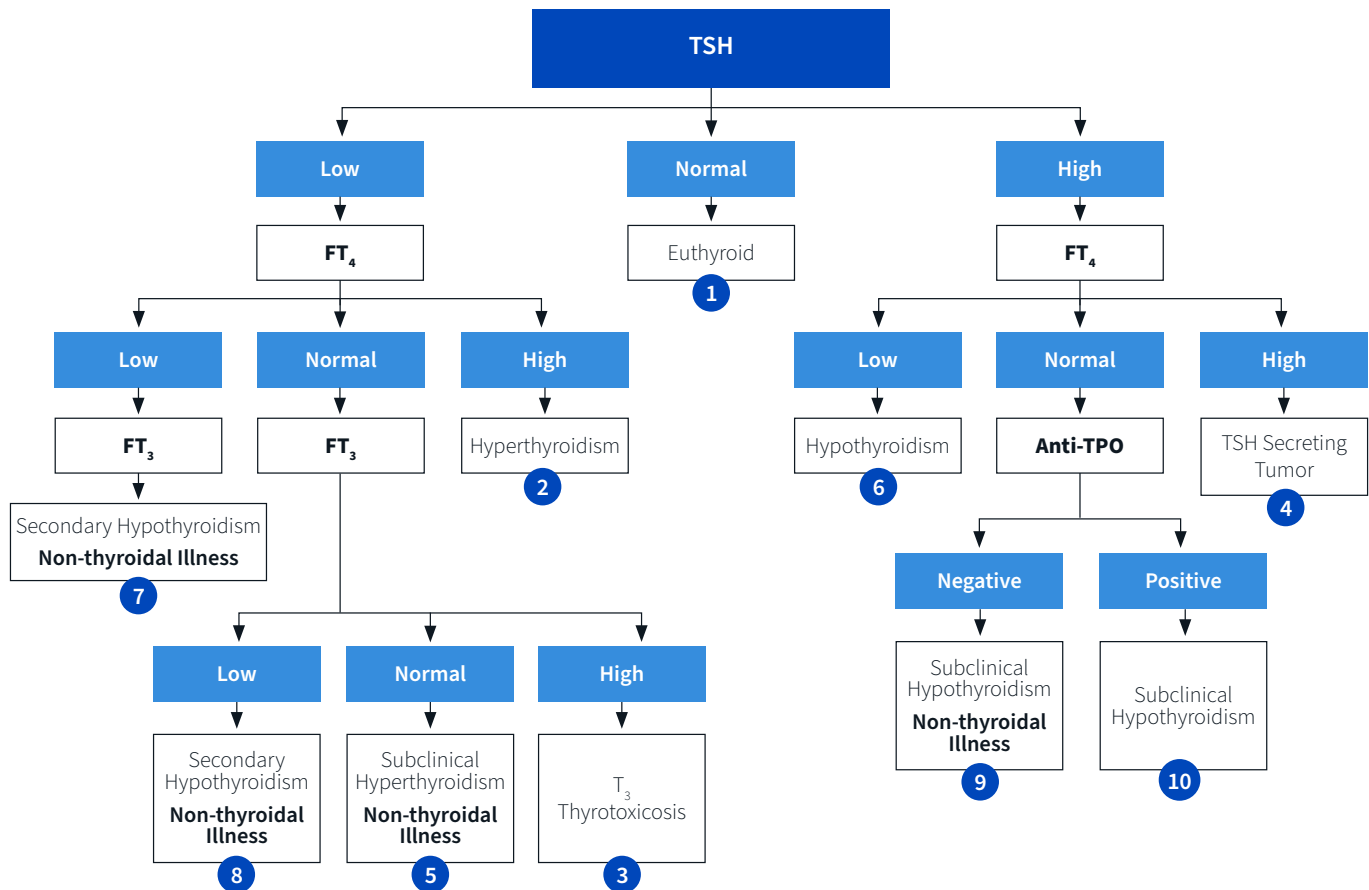 TSH
Low
Normal
High
FT₄
Euthyroid
FT₄
1
Low
Normal
High
Low
Normal
High
FT₃
FT₃
Hyperthyroidism
Hypothyroidism
Anti-TPO
TSH Secreting
Tumor
2
6
4
Secondary Hypothyroidism
Non-thyroidal Illness
7
Negative
Positive
Low
Normal
High
Subclinical
Hypothyroidism
Non-thyroidal
Illness
9
Subclinical
Hypothyroidism
10
Secondary
Hypothyroidism
Non-thyroidal
Illness
8
Subclinical
Hyperthyroidism
Non-thyroidal
Illness
5
T₃
Thyrotoxicosis
3